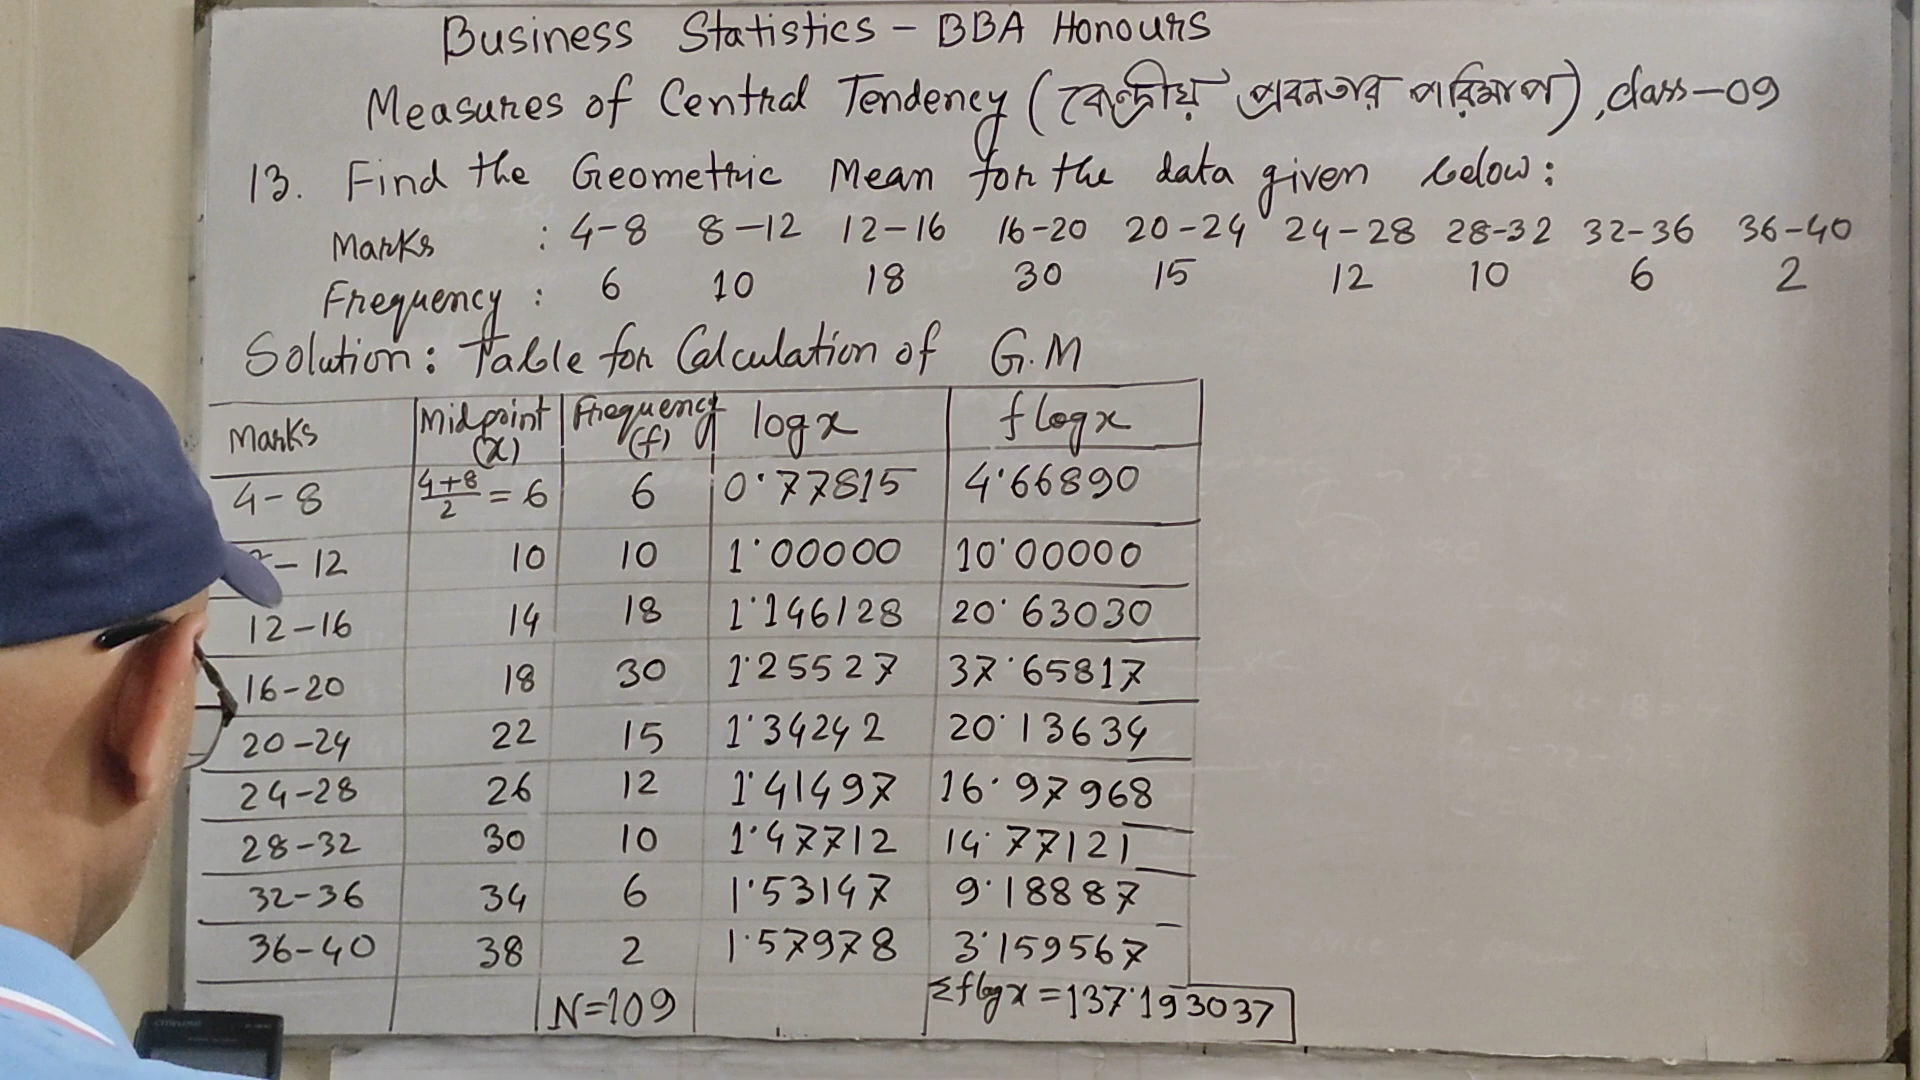 Business Statistics - BBA Honours
Measures of Central Tendency (কেন্দ্রীয় প্রবনতার পরিমাপ), class-09
13. Find the Geometric Mean for the data given below:
Marks : 4-8 8-12 12-16 16-20 20-24 24-28 28-32 32-36 36-40
Frequency : 6 10 18 30 15 12 10 6 2
Solution: Table for Calculation of G.M
Marks Midpoint (x) Frequency (f) log x f log x
4-8 4+8/2 = 6 6 0.77815 4.66890
-12 10 10 1.00000 10.00000
12-16 14 18 1.146128 20.63030
16-20 18 30 1.25527 37.65817
20-24 22 15 1.34242 20.13634
24-28 26 12 1.41497 16.97968
28-32 30 10 1.47712 14.77121
32-36 34 6 1.53147 9.18887
36-40 38 2 1.57978 3.159567
N=109 Σf log x = 137.193037